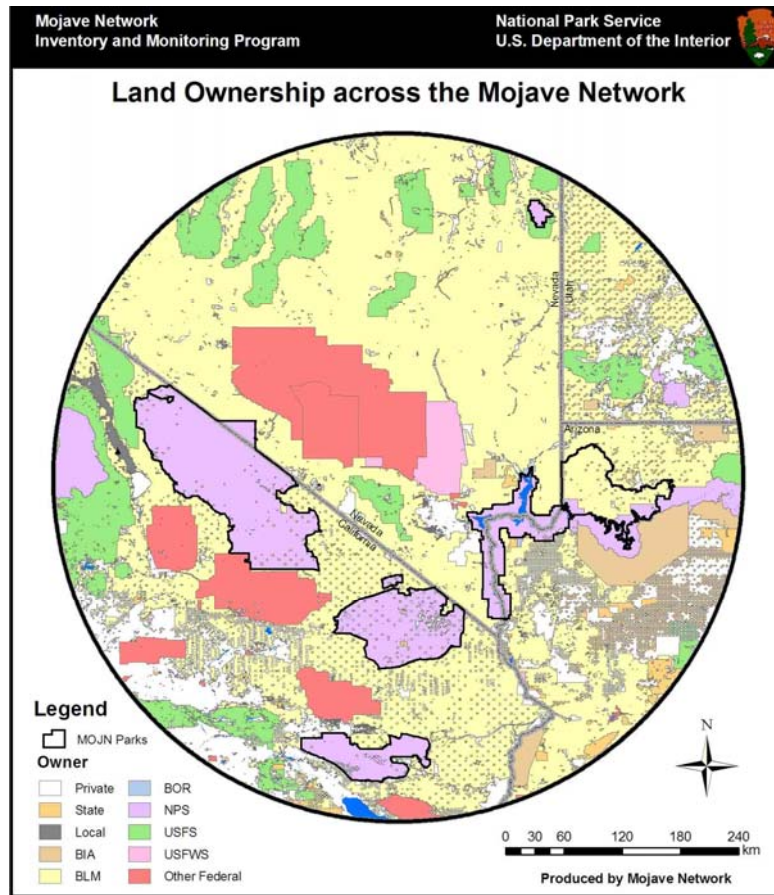 Mojave Network
Inventory and Monitoring Program
National Park Service
U.S. Department of the Interior
Land Ownership across the Mojave Network
Nevada
Utah
Arizona
Nevada
California
Legend
MOJN Parks
Owner
Private
State
Local
BIA
BLM
BOR
NPS
USFS
USFWS
Other Federal
N
0 30 60 120 180 240
km
Produced by Mojave Network